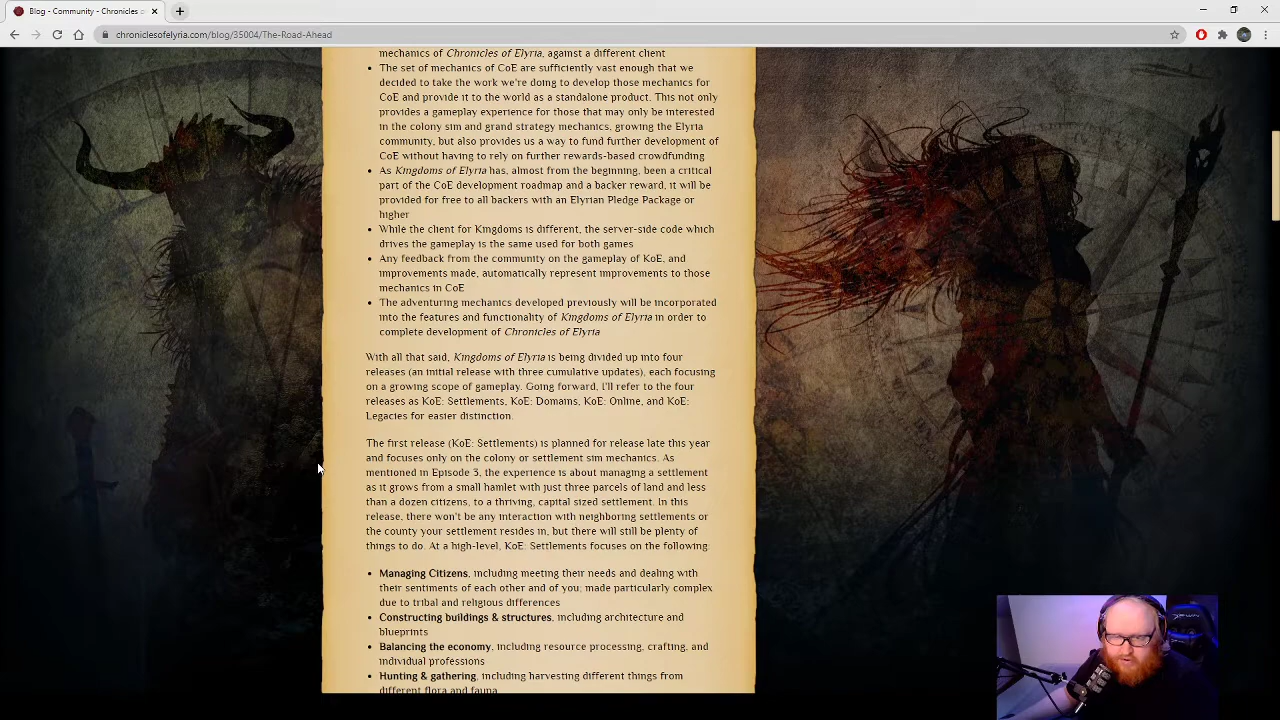 Blog - Community - Chronicles o
chroniclesofelyria.com/blog/35004/The-Road-Ahead
mechanics of Chronicles of Elyria, against a different client
• The set of mechanics of CoE are sufficiently vast enough that we
decided to take the work we're doing to develop those mechanics for
CoE and provide it to the world as a standalone product. This not only
provides a gameplay experience for those that may only be interested
in the colony sim and grand strategy mechanics, growing the Elyria
community, but also provides us a way to fund further development of
CoE without having to rely on further rewards-based crowdfunding
• As Kingdoms of Elyria has, almost from the beginning, been a critical
part of the CoE development roadmap and a backer reward, it will be
provided for free to all backers with an Elyrian Pledge Package or
higher
• While the client for Kingdoms is different, the server-side code which
drives the gameplay is the same used for both games
• Any feedback from the community on the gameplay of KoE, and
improvements made, automatically represent improvements to those
mechanics in CoE
• The adventuring mechanics developed previously will be incorporated
into the features and functionality of Kingdoms of Elyria in order to
complete development of Chronicles of Elyria
With all that said, Kingdoms of Elyria is being divided up into four
releases (an initial release with three cumulative updates), each focusing
on a growing scope of gameplay. Going forward, I'll refer to the four
releases as KoE: Settlements, KoE: Domains, KoE: Online, and KoE:
Legacies for easier distinction.
The first release (KoE: Settlements) is planned for release late this year
and focuses only on the colony or settlement sim mechanics. As
mentioned in Episode 3, the experience is about managing a settlement
as it grows from a small hamlet with just three parcels of land and less
than a dozen citizens, to a thriving, capital sized settlement. In this
release, there won't be any interaction with neighboring settlements or
the county your settlement resides in, but there will still be plenty of
things to do. At a high-level, KoE: Settlements focuses on the following:
• Managing Citizens, including meeting their needs and dealing with
their sentiments of each other and of you; made particularly complex
due to tribal and religious differences
• Constructing buildings & structures, including architecture and
blueprints
• Balancing the economy, including resource processing, crafting, and
individual professions
• Hunting & gathering, including harvesting different things from
different flora and fauna